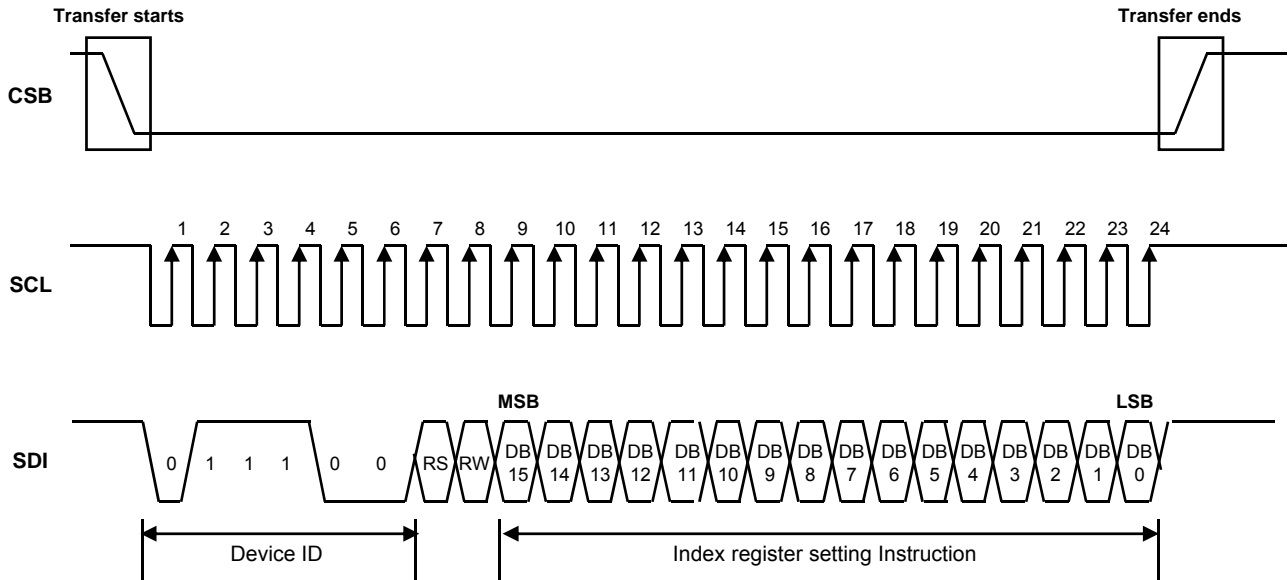 Transfer starts Transfer ends
CSB
1 2 3 4 5 6 7 8 9 10 11 12 13 14 15 16 17 18 19 20 21 22 23 24
SCL
MSB LSB
SDI
0 1 1 1 0 0 RS RW DB DB DB DB DB DB DB DB DB DB DB DB DB DB DB DB
15 14 13 12 11 10 9 8 7 6 5 4 3 2 1 0
Device ID Index register setting Instruction